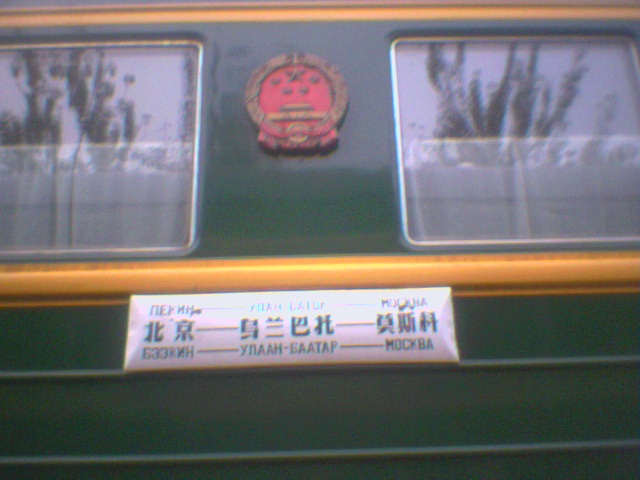 ПЕКИН — УЛАН БАТОР — МОСКВА
北京—乌兰巴托—莫斯科
БЭЭЖИН — УЛААН-БААТАР — МОСКВА